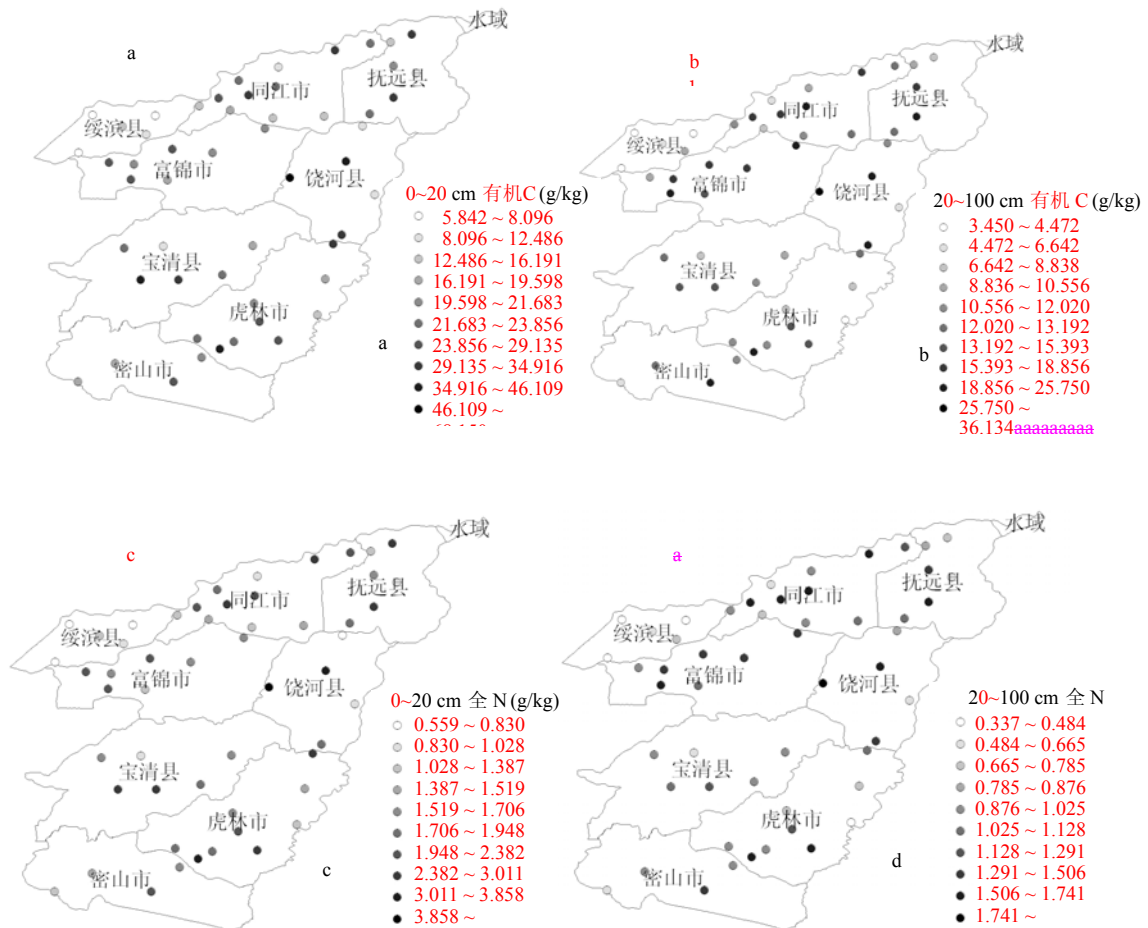 a
水域
同江市
抚远县
绥滨县
富锦市
饶河县
宝清县
虎林市
密山市
a
0~20 cm 有机C (g/kg)
5.842 ~ 8.096
8.096 ~ 12.486
12.486 ~ 16.191
16.191 ~ 19.598
19.598 ~ 21.683
21.683 ~ 23.856
23.856 ~ 29.135
29.135 ~ 34.916
34.916 ~ 46.109
46.109 ~
b
水域
同江市
抚远县
绥滨县
富锦市
饶河县
宝清县
虎林市
密山市
b
20~100 cm 有机 C (g/kg)
3.450 ~ 4.472
4.472 ~ 6.642
6.642 ~ 8.838
8.836 ~ 10.556
10.556 ~ 12.020
12.020 ~ 13.192
13.192 ~ 15.393
15.393 ~ 18.856
18.856 ~ 25.750
25.750 ~
36.134aaaaaaaaa
c
水域
同江市
抚远县
绥滨县
富锦市
饶河县
宝清县
虎林市
密山市
c
0~20 cm 全 N (g/kg)
0.559 ~ 0.830
0.830 ~ 1.028
1.028 ~ 1.387
1.387 ~ 1.519
1.519 ~ 1.706
1.706 ~ 1.948
1.948 ~ 2.382
2.382 ~ 3.011
3.011 ~ 3.858
3.858 ~
a
水域
同江市
抚远县
绥滨县
富锦市
饶河县
宝清县
虎林市
密山市
d
20~100 cm 全 N
0.337 ~ 0.484
0.484 ~ 0.665
0.665 ~ 0.785
0.785 ~ 0.876
0.876 ~ 1.025
1.025 ~ 1.128
1.128 ~ 1.291
1.291 ~ 1.506
1.506 ~ 1.741
1.741 ~